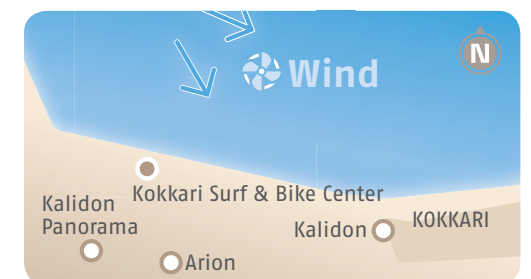 N
Wind
Kokkari Surf & Bike Center
Kalidon
Panorama
Kalidon
KOKKARI
Arion